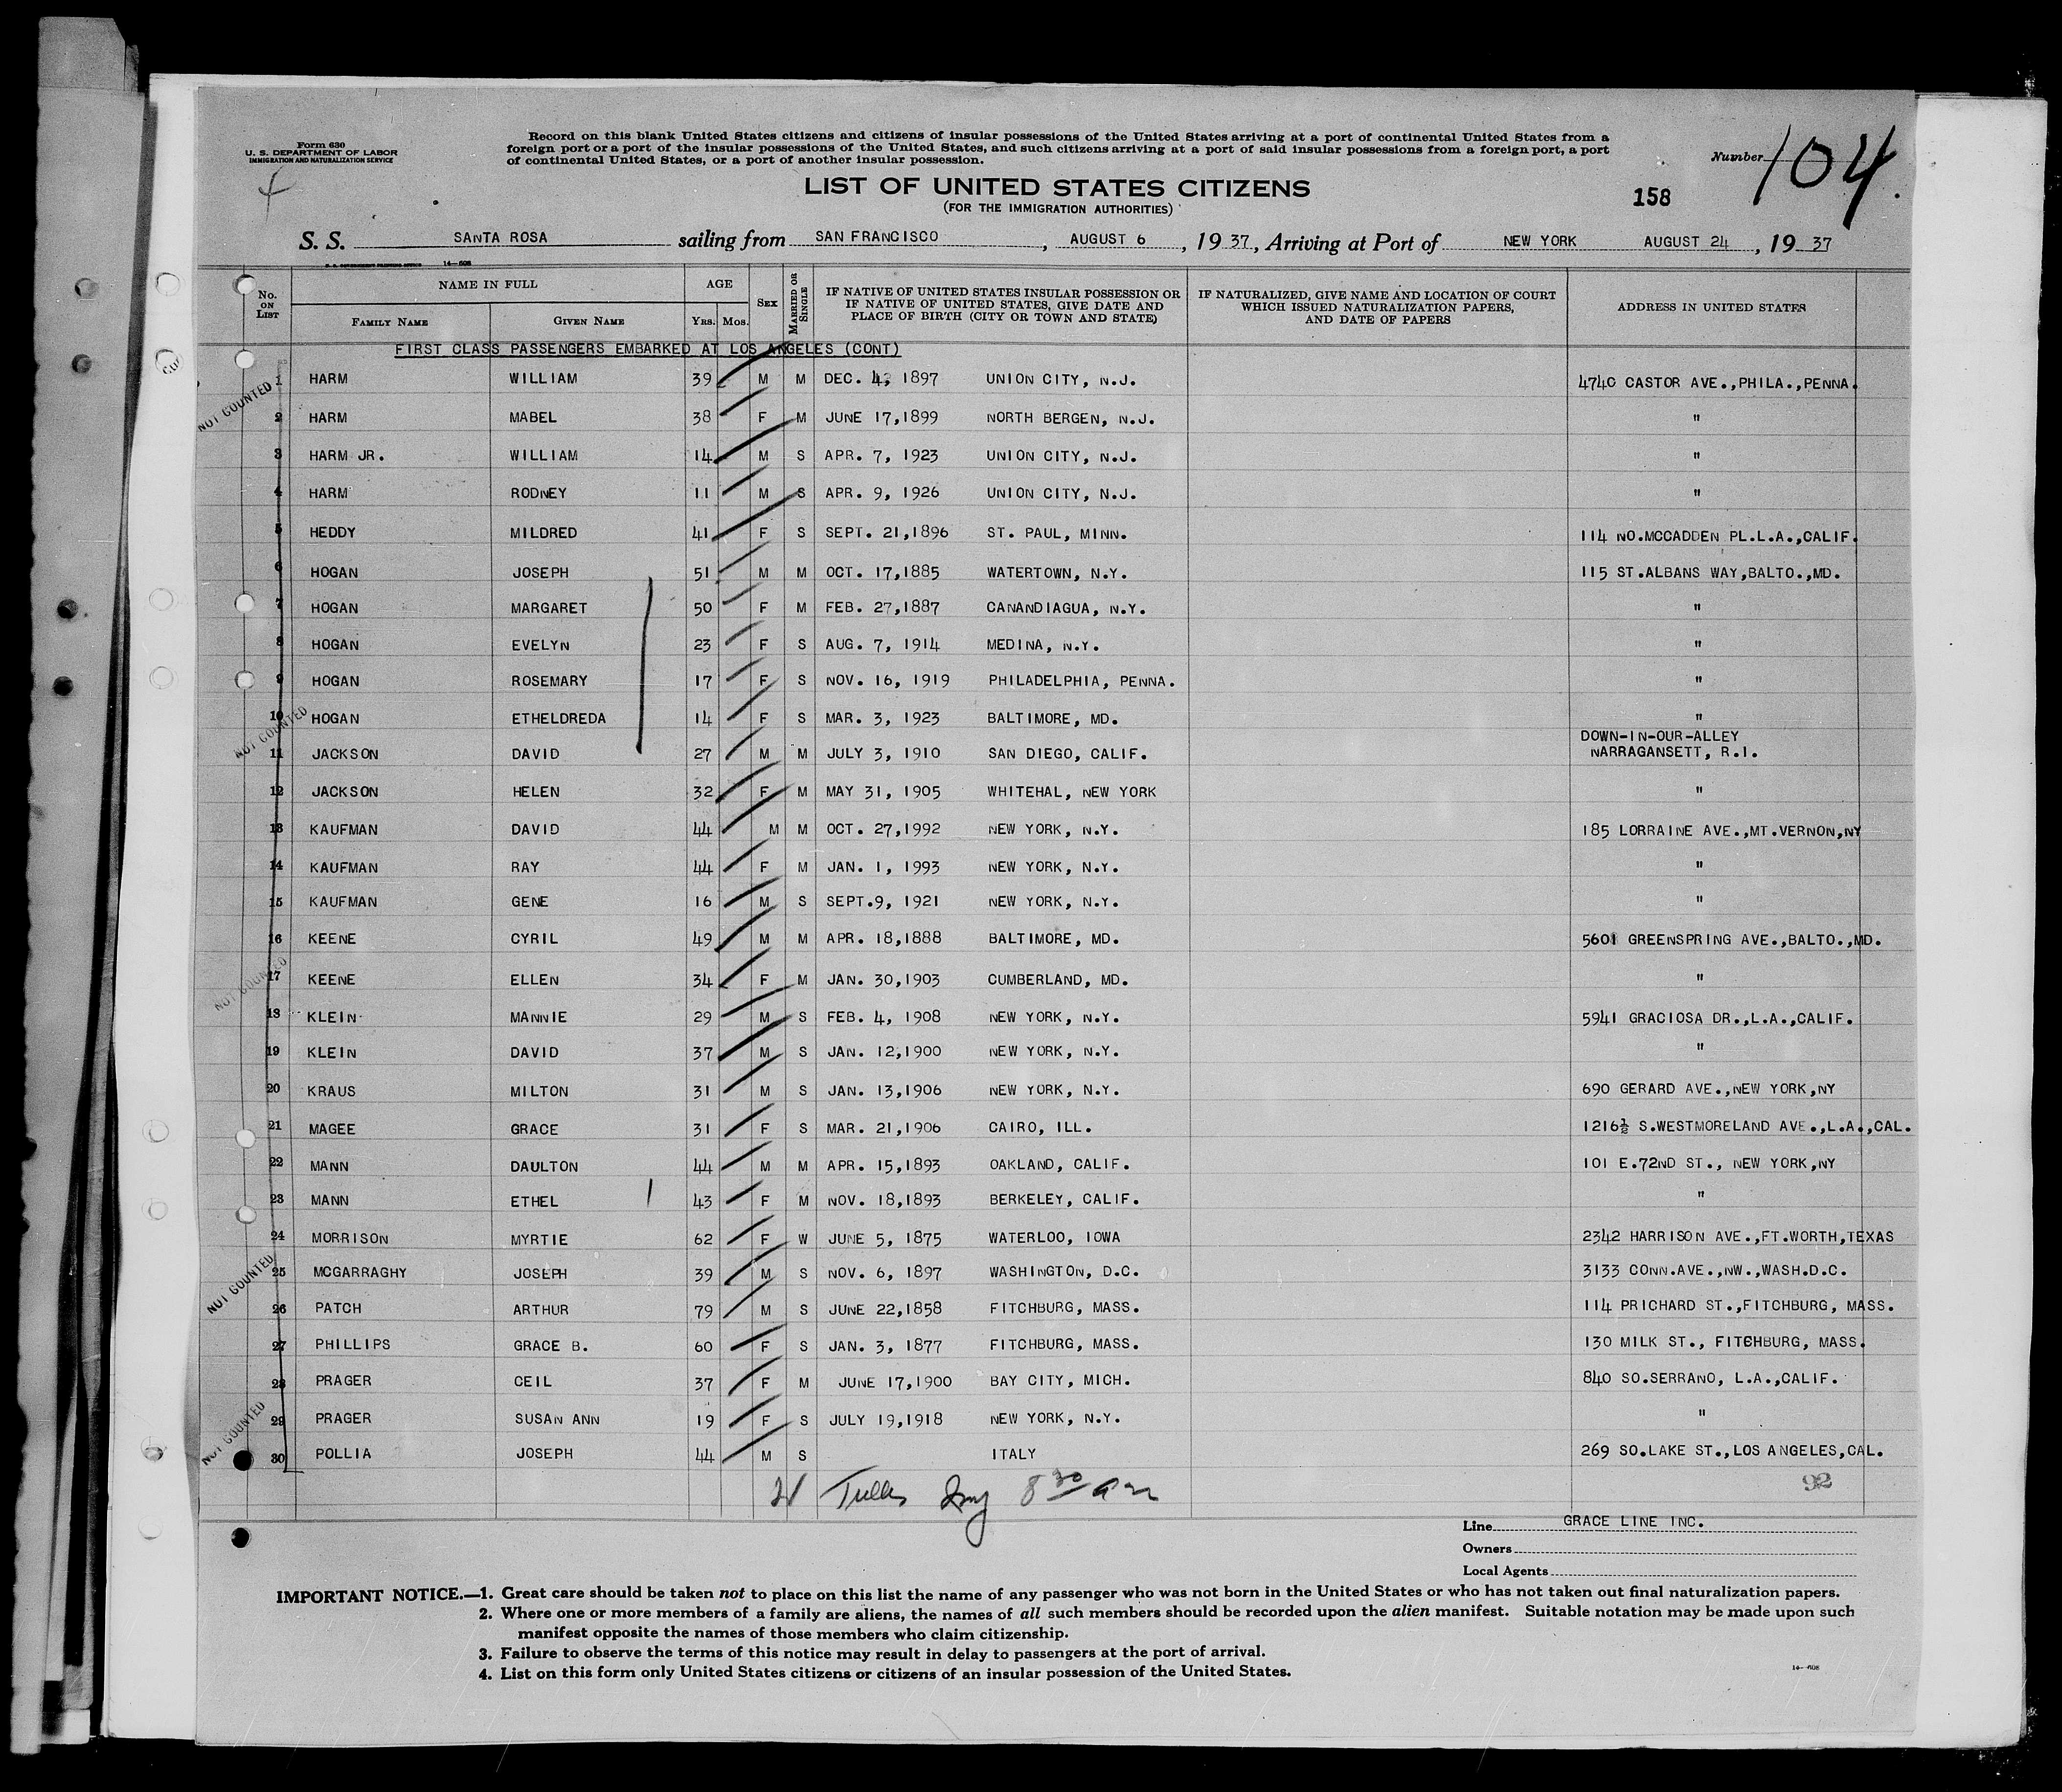 Form 630
U. S. DEPARTMENT OF LABOR
IMMIGRATION AND NATURALIZATION SERVICE
Record on this blank United States citizens and citizens of insular possessions of the United States arriving at a port of continental United States from a
foreign port or a port of the insular possessions of the United States, and such citizens arriving at a port of said insular possessions from a foreign port, a port
of continental United States, or a port of another insular possession.
Number 104
4
LIST OF UNITED STATES CITIZENS
(FOR THE IMMIGRATION AUTHORITIES)
158
S. S. SANTA ROSA sailing from SAN FRANCISCO, AUGUST 6, 1937, Arriving at Port of NEW YORK AUGUST 24, 1937
14-608
No. ON LIST NAME IN FULL AGE SEX MARRIED OR SINGLE IF NATIVE OF UNITED STATES INSULAR POSSESSION OR IF NATIVE OF UNITED STATES, GIVE DATE AND PLACE OF BIRTH (CITY OR TOWN AND STATE) IF NATURALIZED, GIVE NAME AND LOCATION OF COURT WHICH ISSUED NATURALIZATION PAPERS, AND DATE OF PAPERS ADDRESS IN UNITED STATES
FAMILY NAME GIVEN NAME YRS. MOS.
FIRST CLASS PASSENGERS EMBARKED AT LOS ANGELES (CONT)
1 HARM WILLIAM 39 M M DEC. 4, 1897 UNION CITY, N.J. 4740 CASTOR AVE.,PHILA.,PENNA.
NOT COUNTED
2 HARM MABEL 38 F M JUNE 17,1899 NORTH BERGEN, N.J. "
3 HARM JR. WILLIAM 14 M S APR. 7, 1923 UNION CITY, N.J. "
4 HARM RODNEY 11 M S APR. 9, 1926 UNION CITY, N.J. "
5 HEDDY MILDRED 41 F S SEPT. 21,1896 ST. PAUL, MINN. 114 NO.MCCADDEN PL.L.A.,CALIF.
6 HOGAN JOSEPH 51 M M OCT. 17,1885 WATERTOWN, N.Y. 115 ST.ALBANS WAY,BALTO.,MD.
7 HOGAN MARGARET 50 F M FEB. 27,1887 CANANDIAGUA, N.Y. "
8 HOGAN EVELYN 23 F S AUG. 7, 1914 MEDINA, N.Y. "
9 HOGAN ROSEMARY 17 F S NOV. 16, 1919 PHILADELPHIA, PENNA. "
10 HOGAN ETHELDREDA 14 F S MAR. 3, 1923 BALTIMORE, MD. "
NOT COUNTED
11 JACKSON DAVID 27 M M JULY 3, 1910 SAN DIEGO, CALIF. DOWN-IN-OUR-ALLEY
NARRAGANSETT, R.I.
12 JACKSON HELEN 32 F M MAY 31, 1905 WHITEHAL, NEW YORK "
13 KAUFMAN DAVID 44 M M OCT. 27,1992 NEW YORK, N.Y. 185 LORRAINE AVE.,MT.VERNON,NY
14 KAUFMAN RAY 44 F M JAN. 1, 1993 NEW YORK, N.Y. "
15 KAUFMAN GENE 16 M S SEPT.9, 1921 NEW YORK, N.Y. "
16 KEENE CYRIL 49 M M APR. 18,1888 BALTIMORE, MD. 5601 GREENSPRING AVE.,BALTO.,MD.
17 KEENE ELLEN 34 F M JAN. 30,1903 CUMBERLAND, MD. "
NOT COUNTED
18 KLEIN MANNIE 29 M S FEB. 4, 1908 NEW YORK, N.Y. 5941 GRACIOSA DR.,L.A.,CALIF.
19 KLEIN DAVID 37 M S JAN. 12,1900 NEW YORK, N.Y. "
20 KRAUS MILTON 31 M S JAN. 13,1906 NEW YORK, N.Y. 690 GERARD AVE.,NEW YORK,NY
21 MAGEE GRACE 31 F S MAR. 21,1906 CAIRO, ILL. 1216½ S.WESTMORELAND AVE.,L.A.,CAL.
22 MANN DAULTON 44 M M APR. 15,1893 OAKLAND, CALIF. 101 E.72ND ST., NEW YORK,NY
23 MANN ETHEL 43 F M NOV. 18,1893 BERKELEY, CALIF. "
24 MORRISON MYRTIE 62 F W JUNE 5, 1875 WATERLOO, IOWA 2342 HARRISON AVE.,FT.WORTH,TEXAS
25 MCGARRAGHY JOSEPH 39 M S NOV. 6, 1897 WASHINGTON, D.C. 3133 CONN.AVE.,NW.,WASH.D.C.
NOT COUNTED
26 PATCH ARTHUR 79 M S JUNE 22,1858 FITCHBURG, MASS. 114 PRICHARD ST.,FITCHBURG, MASS.
27 PHILLIPS GRACE B. 60 F S JAN. 3, 1877 FITCHBURG, MASS. 130 MILK ST., FITCHBURG, MASS.
28 PRAGER CEIL 37 F M JUNE 17,1900 BAY CITY, MICH. 840 SO.SERRANO, L.A.,CALIF.
29 PRAGER SUSAN ANN 19 F S JULY 19,1918 NEW YORK, N.Y. "
NOT COUNTED
30 POLLIA JOSEPH 44 M S ITALY 269 SO.LAKE ST.,LOS ANGELES,CAL.
8 30 am
92
Line GRACE LINE INC.
Owners
Local Agents
IMPORTANT NOTICE.—1. Great care should be taken not to place on this list the name of any passenger who was not born in the United States or who has not taken out final naturalization papers.
2. Where one or more members of a family are aliens, the names of all such members should be recorded upon the alien manifest. Suitable notation may be made upon such
manifest opposite the names of those members who claim citizenship.
3. Failure to observe the terms of this notice may result in delay to passengers at the port of arrival.
4. List on this form only United States citizens or citizens of an insular possession of the United States.
14-608